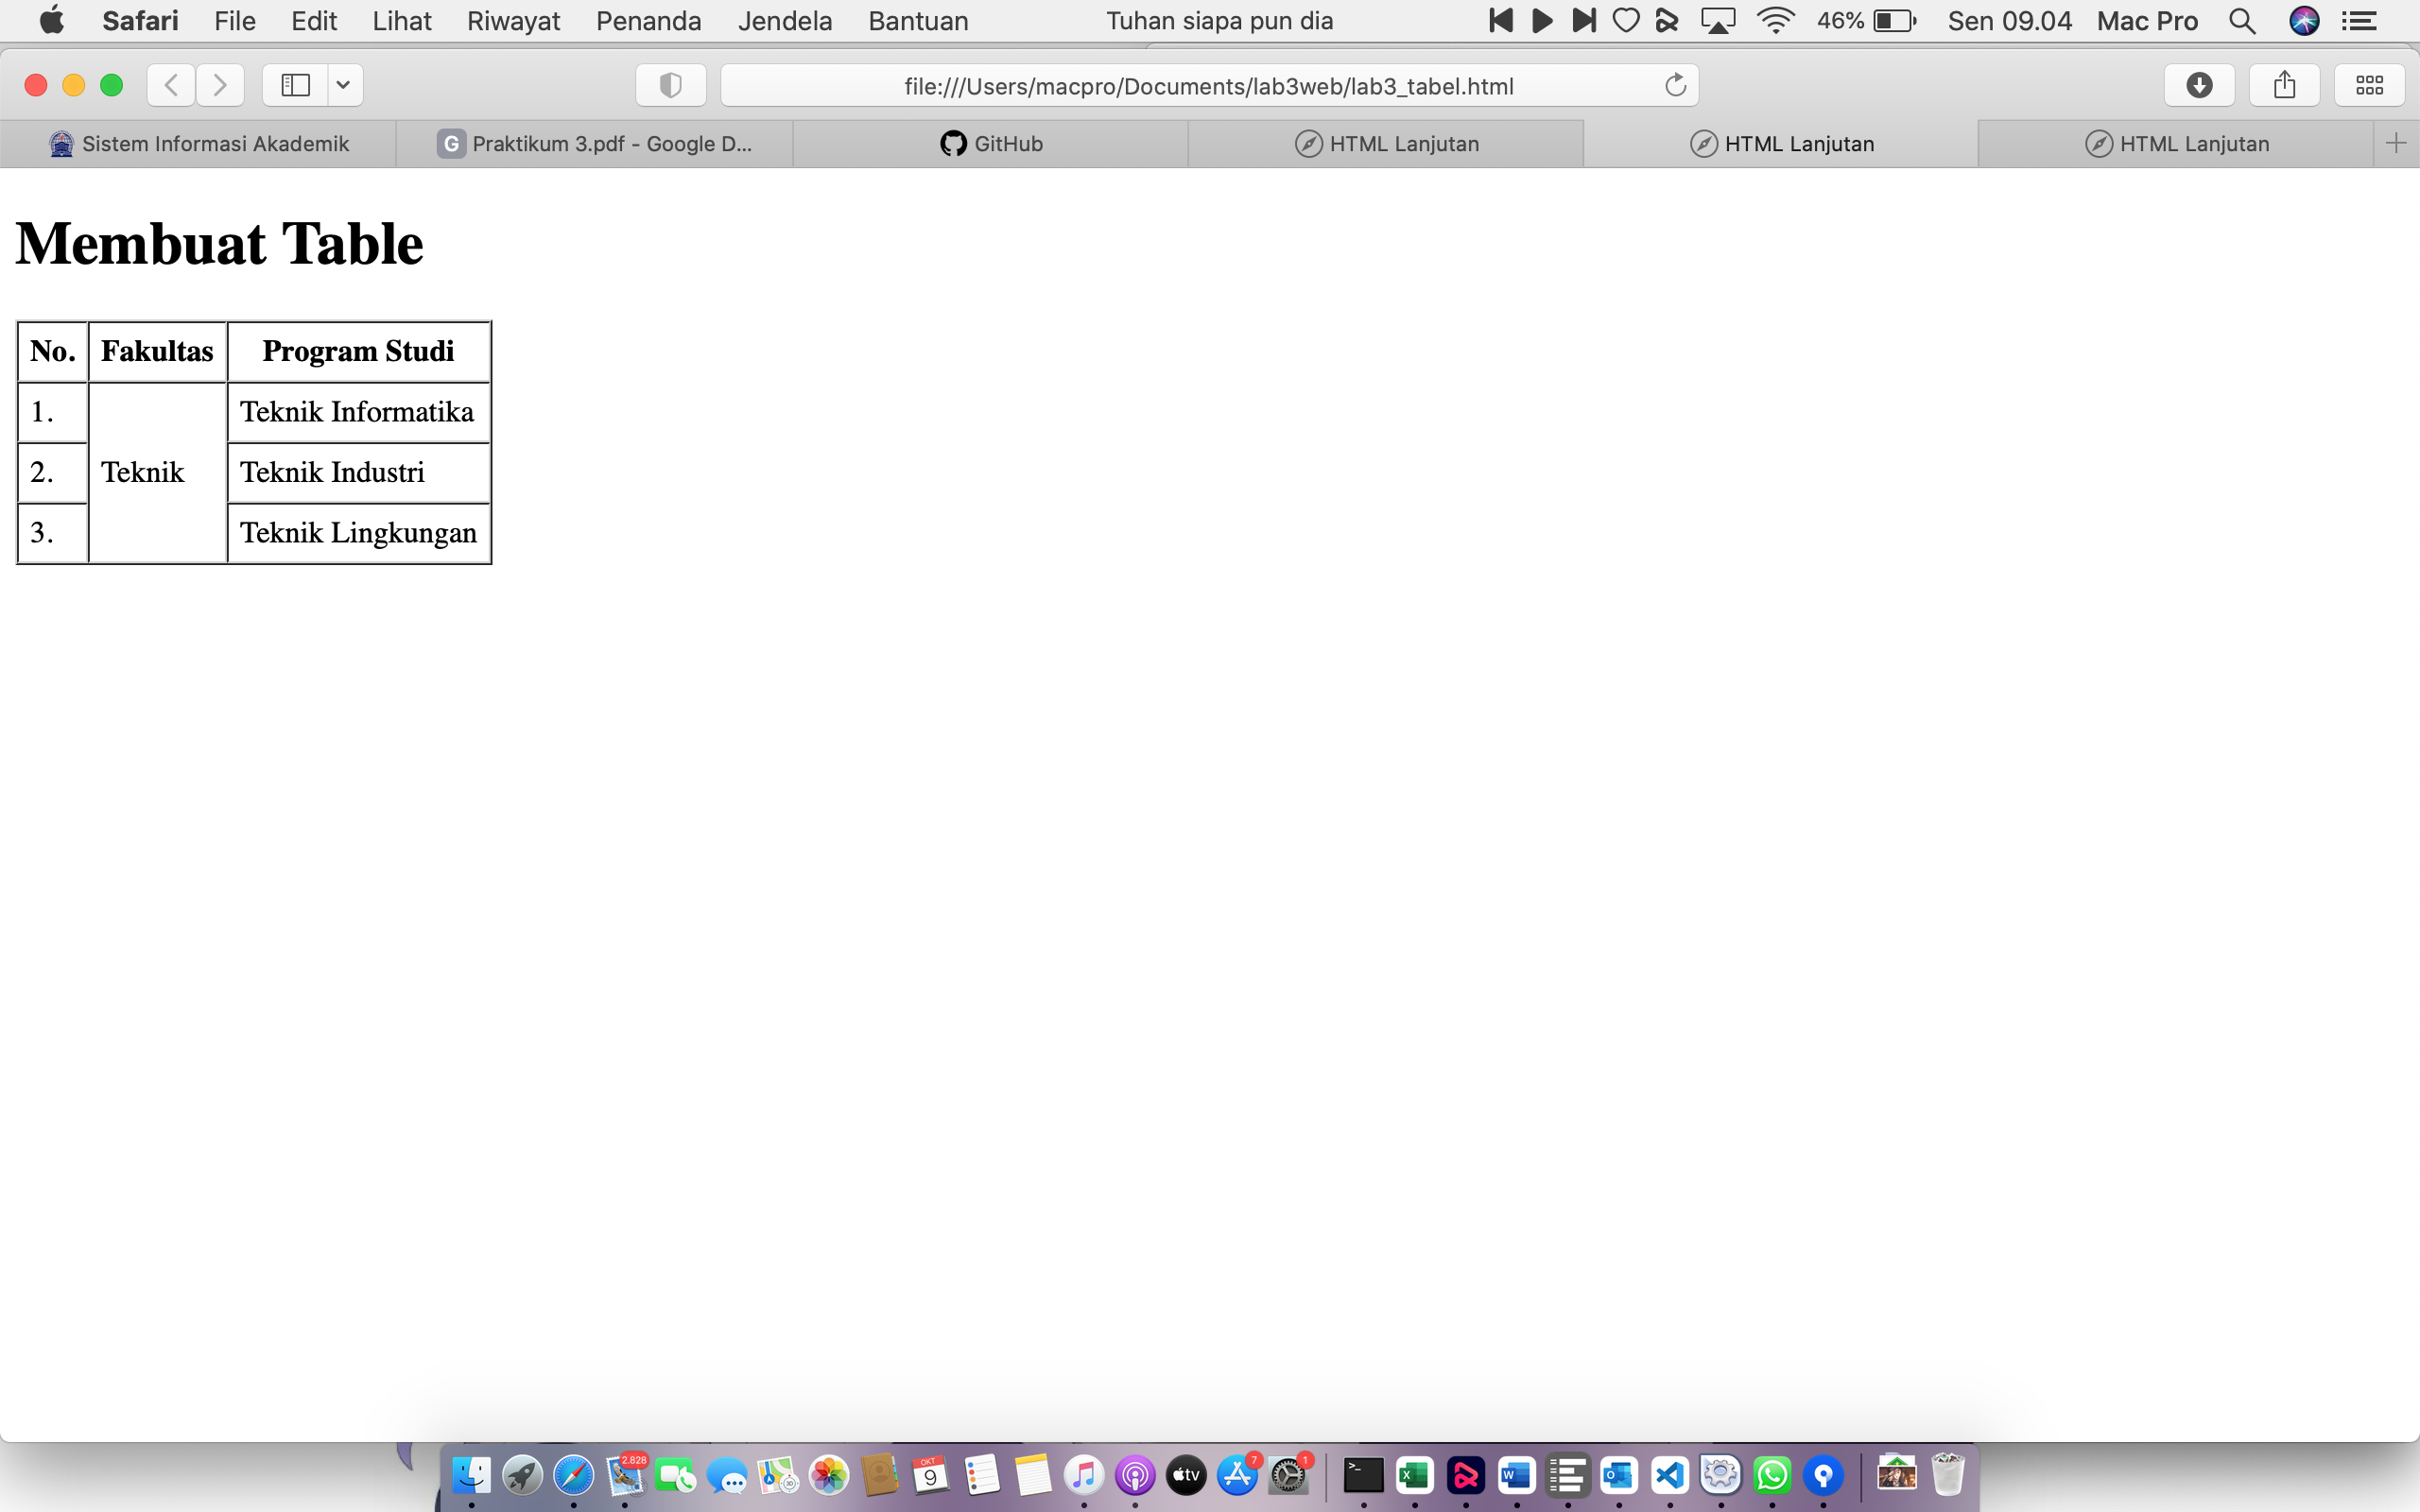 Safari File Edit Lihat Riwayat Penanda Jendela Bantuan Tuhan siapa pun dia 46% Sen 09.04 Mac Pro
file:///Users/macpro/Documents/lab3web/lab3_tabel.html
Sistem Informasi Akademik G Praktikum 3.pdf - Google D... GitHub HTML Lanjutan HTML Lanjutan HTML Lanjutan
Membuat Table
No. Fakultas Program Studi
1. Teknik Informatika
2. Teknik Teknik Industri
3. Teknik Lingkungan
2.828 OKT 9 tv 7 1